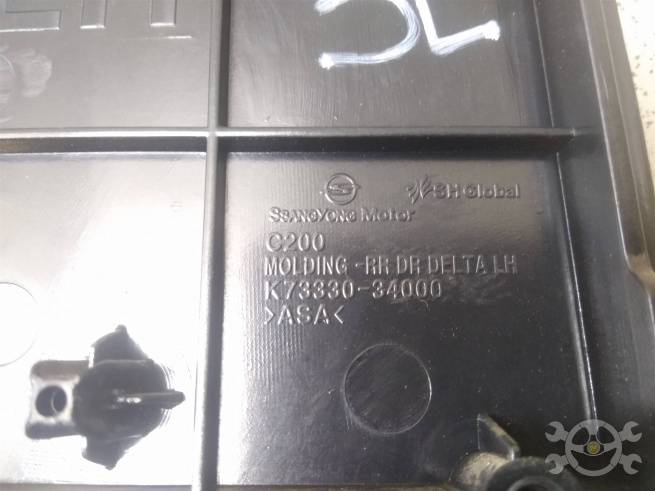 SSANGYONG Motor
SH Global
C200
MOLDING -RR DR DELTA LH
K73330-34000
>ASA<